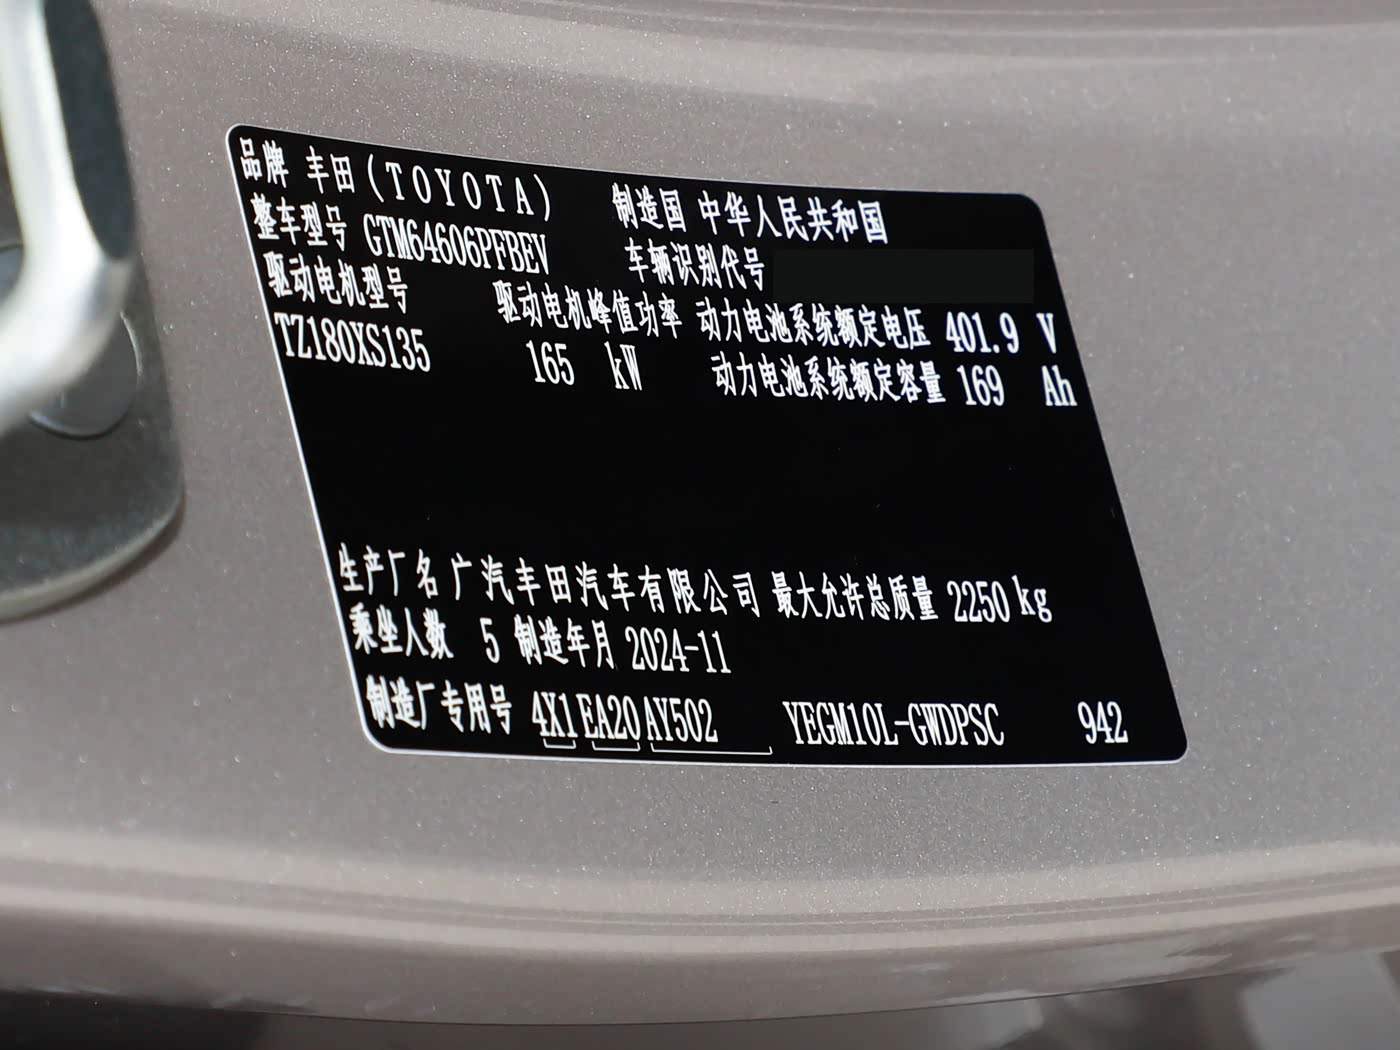 品牌 丰田(TOYOTA) 制造国 中华人民共和国
整车型号 GTM64606PFBEV 车辆识别代号
驱动电机型号 驱动电机峰值功率 动力电池系统额定电压 401.9 V
TZ180XS135 165 kW 动力电池系统额定容量 169 Ah
生产厂名 广汽丰田汽车有限公司 最大允许总质量 2250 kg
乘坐人数 5 制造年月 2024-11
制造厂专用号 4X1 EA20 AY502 YEGM10L-GWDPSC 942